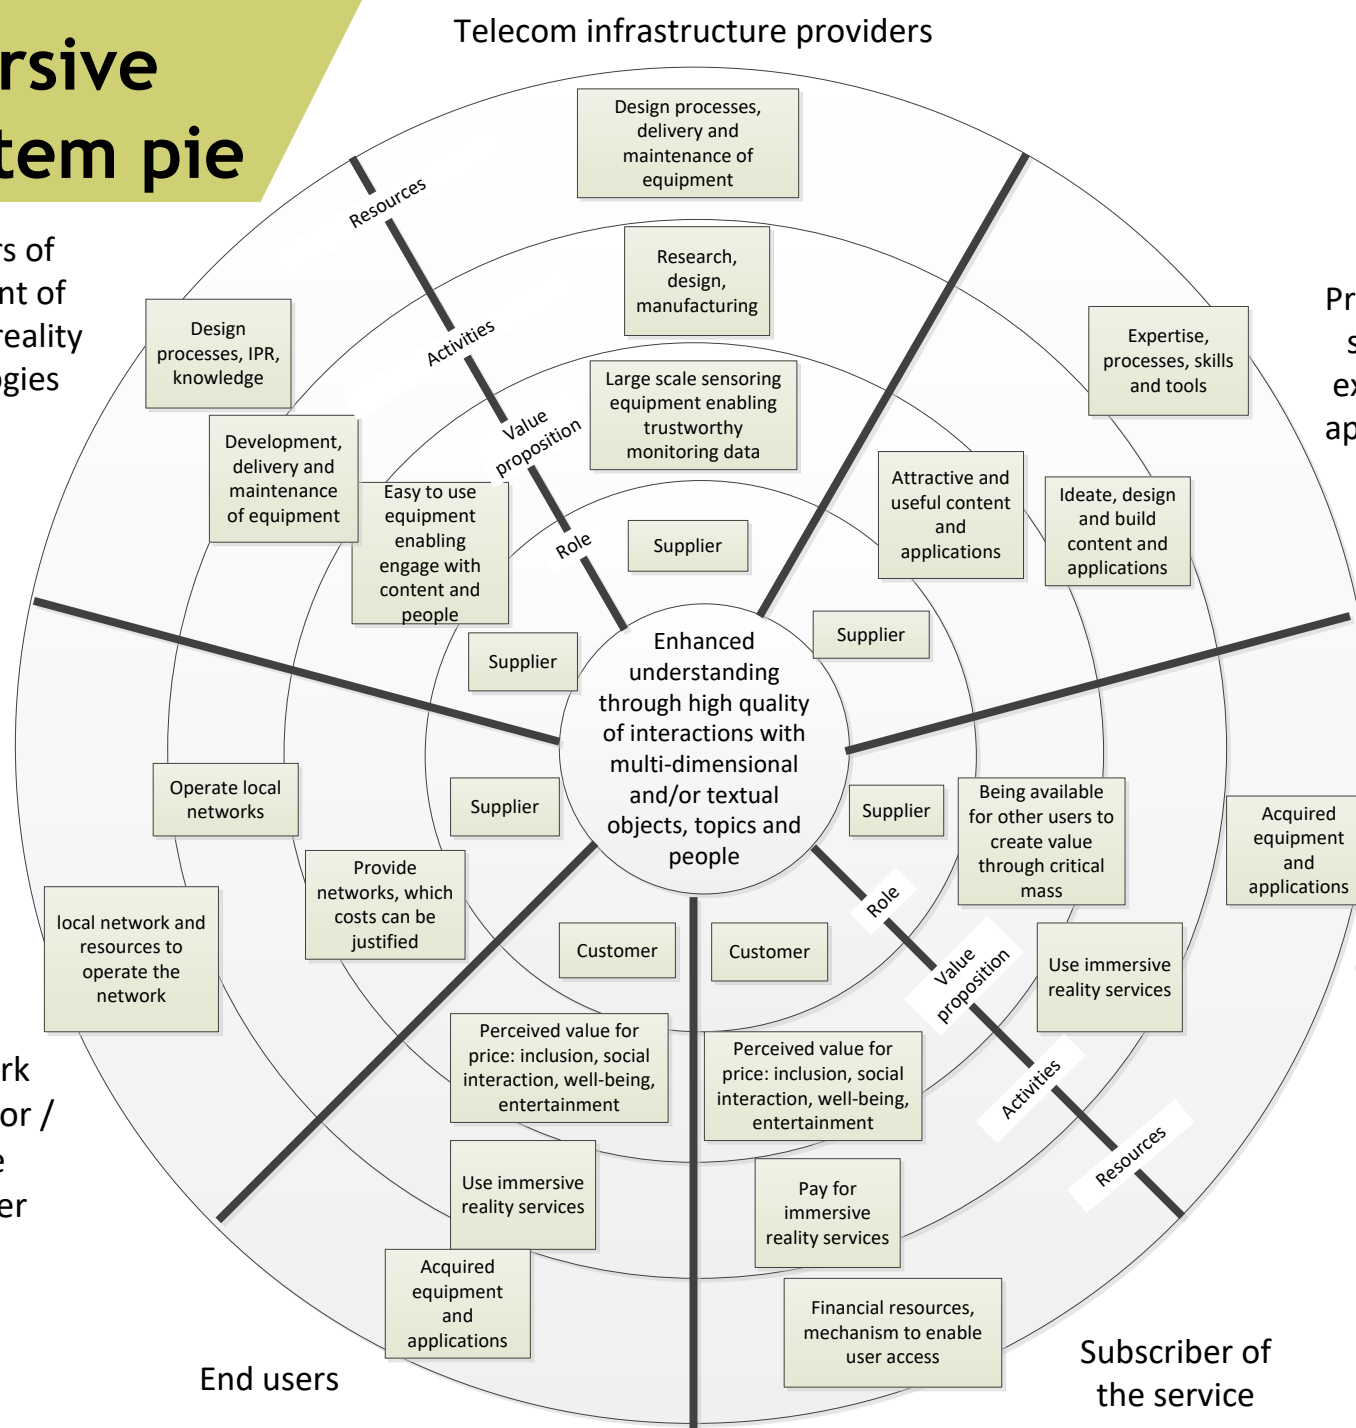 rsive
tem pie
Telecom infrastructure providers
rs of
nt of
reality
ogies
Pr
s
ex
ap
Resources
Activities
Value
proposition
Role
Design processes,
delivery and
maintenance of
equipment
Research,
design,
manufacturing
Large scale sensoring
equipment enabling
trustworthy
monitoring data
Supplier
Design
processes, IPR,
knowledge
Development,
delivery and
maintenance
of equipment
Easy to use
equipment
enabling
engage with
content and
people
Supplier
Expertise,
processes, skills
and tools
Attractive and
useful content
and
applications
Ideate, design
and build
content and
applications
Supplier
Enhanced
understanding
through high quality
of interactions with
multi-dimensional
and/or textual
objects, topics and
people
Operate local
networks
Supplier
Provide
networks, which
costs can be
justified
local network and
resources to
operate the
network
Supplier
Being available
for other users to
create value
through critical
mass
Acquired
equipment
and
applications
Use immersive
reality services
Role
Value
proposition
Activities
Resources
Customer
Customer
Perceived value for
price: inclusion, social
interaction, well-being,
entertainment
Perceived value for
price: inclusion, social
interaction, well-being,
entertainment
Use immersive
reality services
Pay for
immersive
reality services
Acquired
equipment
and
applications
Financial resources,
mechanism to enable
user access
rk
or /
e
er
End users
Subscriber of
the service